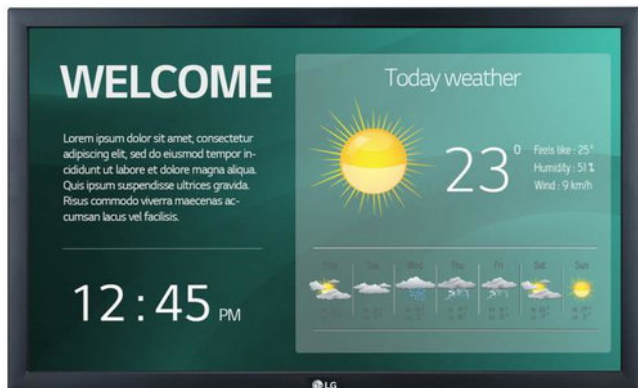 WELCOME
Lorem ipsum dolor sit amet, consectetur
adipiscing elit, sed do eiusmod tempor in-
cididunt ut labore et dolore magna aliqua.
Quis ipsum suspendisse ultrices gravida.
Risus commodo viverra maecenas ac-
cumsan lacus vel facilisis.
12:45 PM
Today weather
23°
Feels like : 25°
Humidity : 51 %
Wind : 9 km/h
Mon Tue Wed Thu Fri Sat Sun
LG